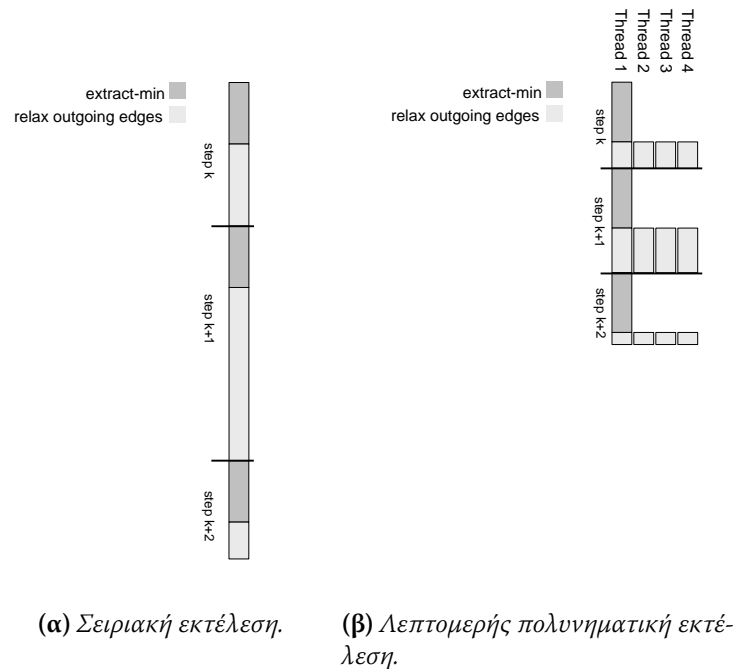 extract-min
relax outgoing edges
step k
step k+1
step k+2
Thread 1
Thread 2
Thread 3
Thread 4
extract-min
relax outgoing edges
step k
step k+1
step k+2
(α) Σειριακή εκτέλεση.
(β) Λεπτομερής πολυνηματική εκτέ-
λεση.